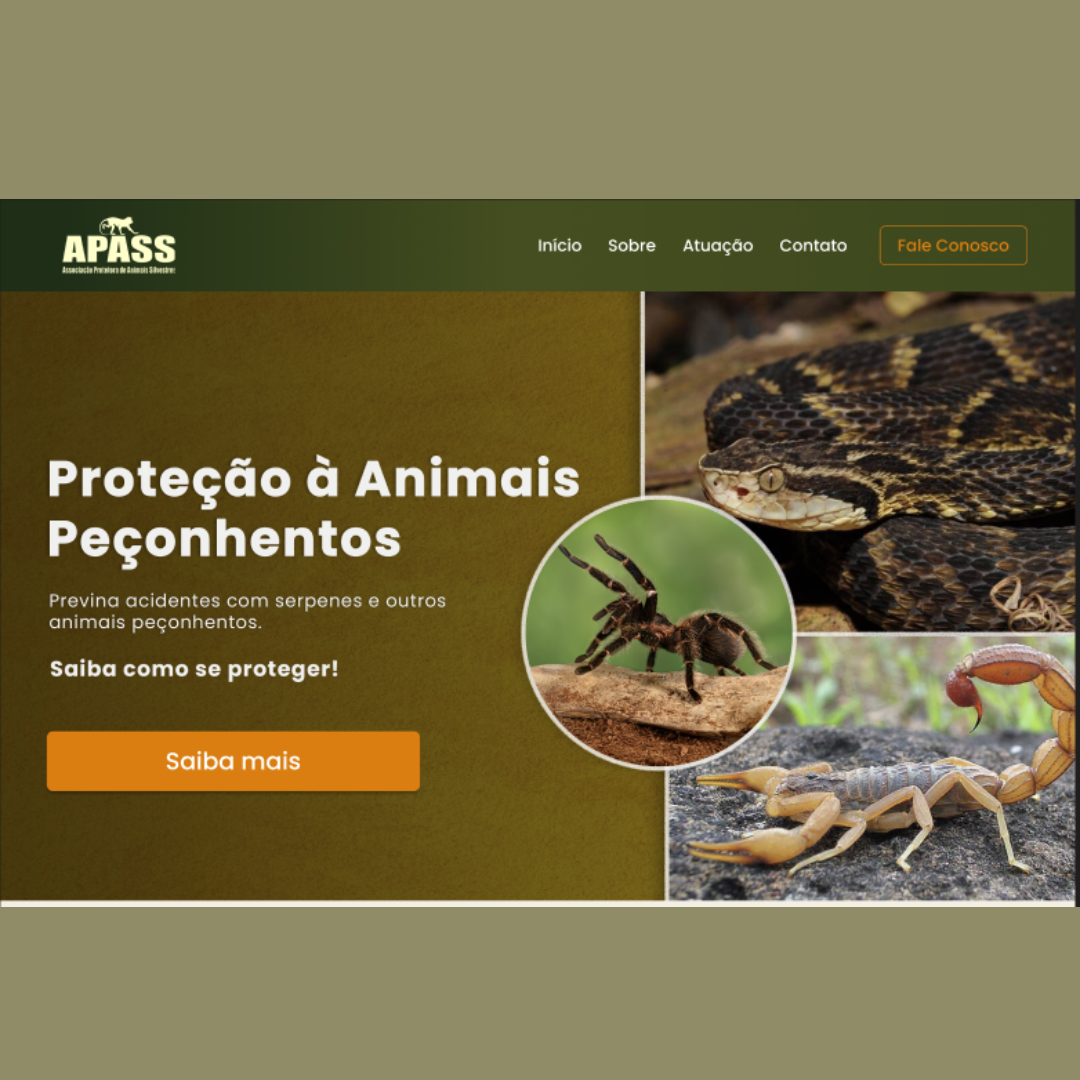 APASS
Associação Protetora de Animais Silvestres
Início Sobre Atuação Contato Fale Conosco
Proteção à Animais
Peçonhentos
Previna acidentes com serpenes e outros
animais peçonhentos.
Saiba como se proteger!
Saiba mais